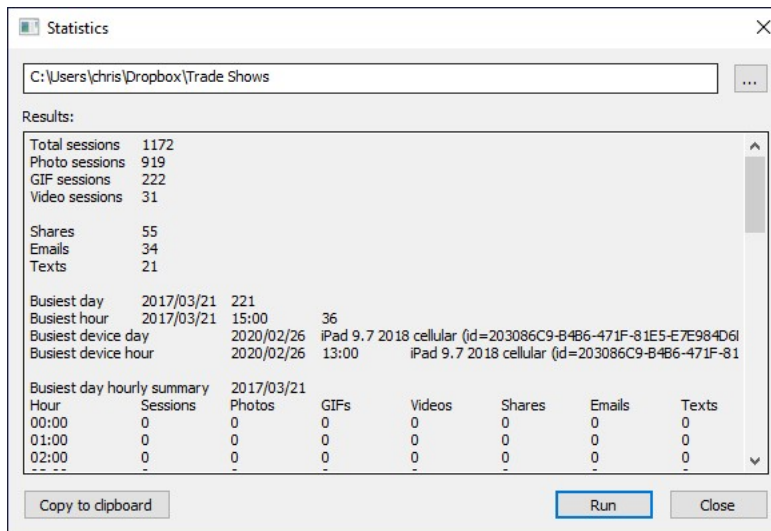 Statistics
C:\Users\chris\Dropbox\Trade Shows
...
Results:
Total sessions 1172
Photo sessions 919
GIF sessions 222
Video sessions 31
Shares 55
Emails 34
Texts 21
Busiest day 2017/03/21 221
Busiest hour 2017/03/21 15:00 36
Busiest device day 2020/02/26 iPad 9.7 2018 cellular (id=203086C9-B4B6-471F-81E5-E7E984D6
Busiest device hour 2020/02/26 13:00 iPad 9.7 2018 cellular (id=203086C9-B4B6-471F-81
Busiest day hourly summary 2017/03/21
Hour Sessions Photos GIFs Videos Shares Emails Texts
00:00 0 0 0 0 0 0 0
01:00 0 0 0 0 0 0 0
02:00 0 0 0 0 0 0 0
Copy to clipboard Run Close